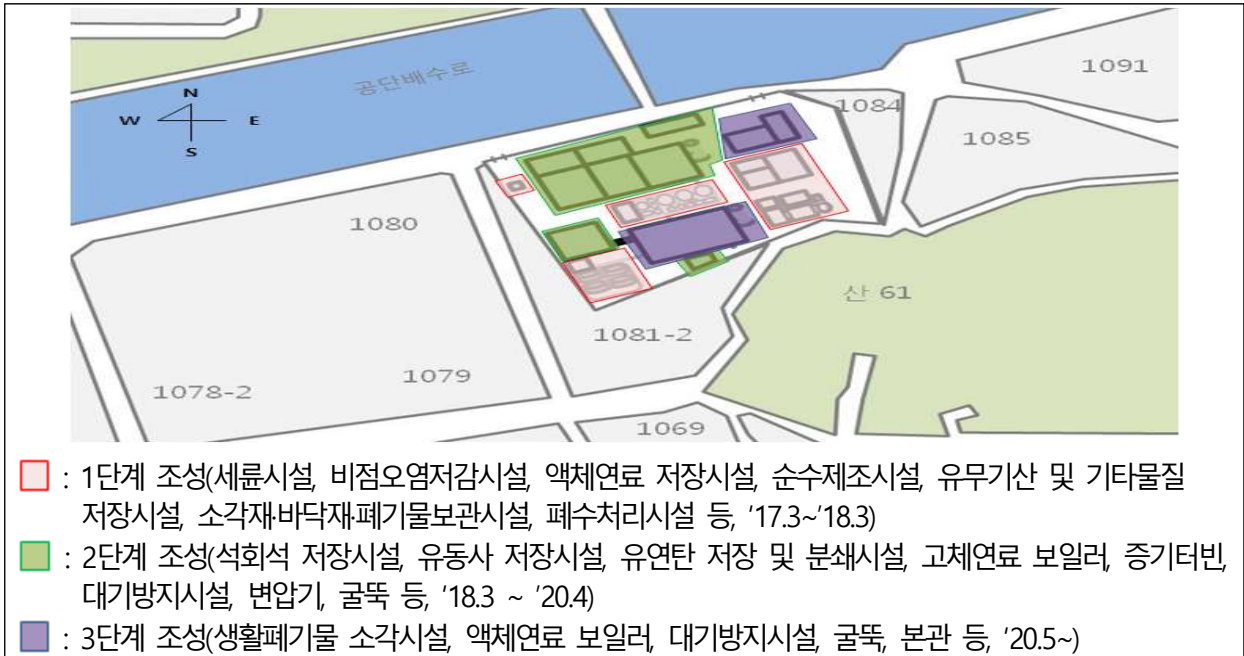 공단배수로
N
W E
S
1091
1084
1085
1080
산 61
1081-2
1079
1078-2
1069
: 1단계 조성(세륜시설, 비점오염저감시설, 액체연료 저장시설, 순수제조시설, 유무기산 및 기타물질
저장시설, 소각재·바닥재·폐기물보관시설, 폐수처리시설 등, '17.3~'18.3)
: 2단계 조성(석회석 저장시설, 유동사 저장시설, 유연탄 저장 및 분쇄시설, 고체연료 보일러, 증기터빈,
대기방지시설, 변압기, 굴뚝 등, '18.3 ~ '20.4)
: 3단계 조성(생활폐기물 소각시설, 액체연료 보일러, 대기방지시설, 굴뚝, 본관 등, '20.5~)